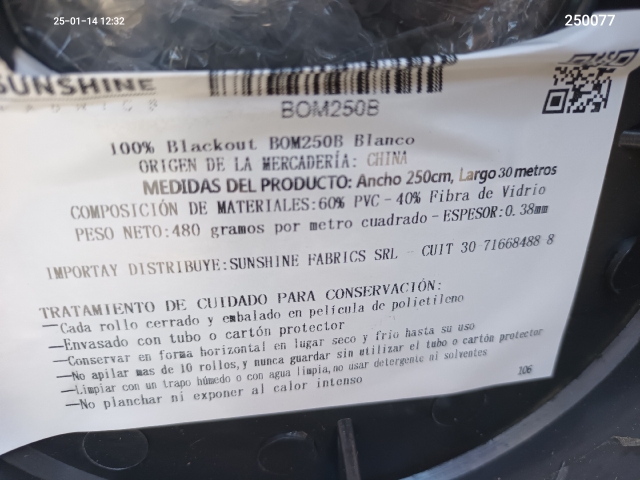 25-01-14 12:32
250077
SUNSHINE
BOM250B
100% Blackout BOM250B Blanco
ORIGEN DE LA MERCADERÍA: CHINA
MEDIDAS DEL PRODUCTO: Ancho 250cm, Largo 30 metros
COMPOSICIÓN DE MATERIALES:60% PVC - 40% Fibra de Vidrio
PESO NETO:480 gramos por metro cuadrado - ESPESOR:0.38mm
IMPORTAY DISTRIBUYE:SUNSHINE FABRICS SRL - CUIT 30-71668488-8
TRATAMIENTO DE CUIDADO PARA CONSERVACIÓN:
—Cada rollo cerrado y embalado en película de polietileno
—Envasado con tubo o cartón protector
—Conservar en forma horizontal en lugar seco y frio hasta su uso
—No apilar mas de 10 rollos,y nunca guardar sin utilizar el tubo o cartón protector
—Limpiar con un trapo húmedo o con agua limpia,no usar detergente ni solventes
—No planchar ni exponer al calor intenso
106